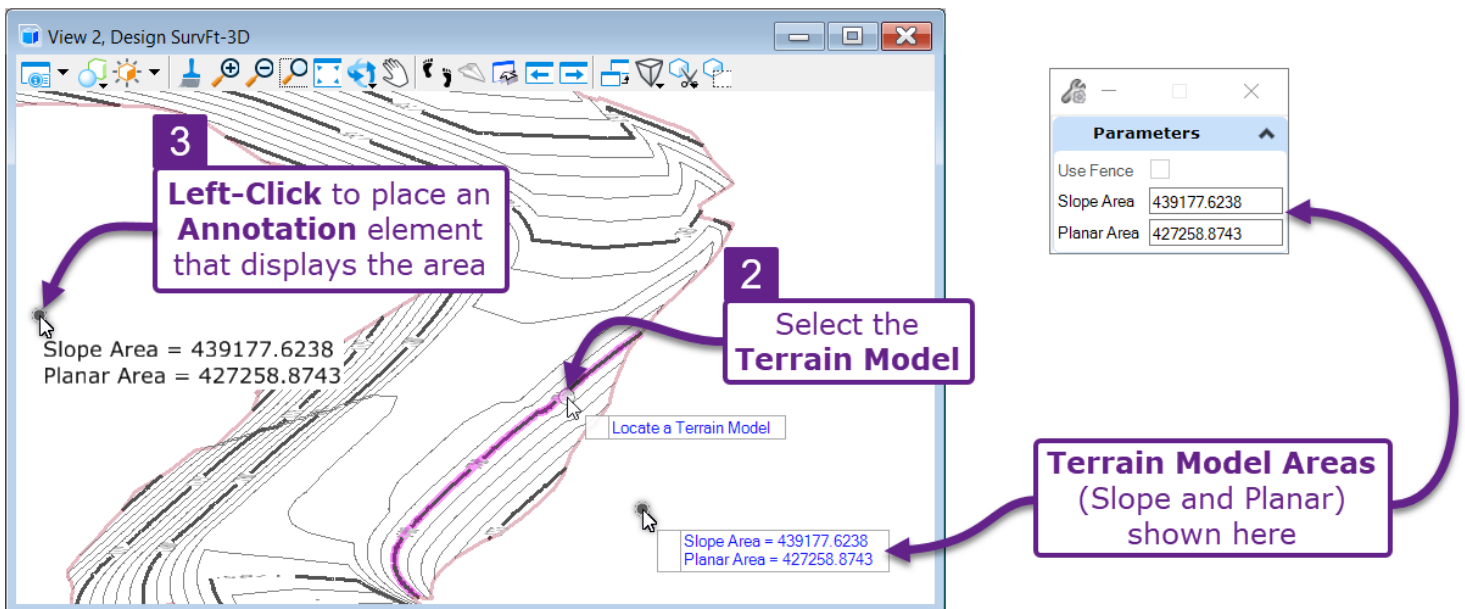 View 2, Design SurvFt-3D
3
Left-Click to place an
Annotation element
that displays the area
Slope Area = 439177.6238
Planar Area = 427258.8743
2
Select the
Terrain Model
Locate a Terrain Model
Slope Area = 439177.6238
Planar Area = 427258.8743
Parameters
Use Fence
Slope Area 439177.6238
Planar Area 427258.8743
Terrain Model Areas
(Slope and Planar)
shown here